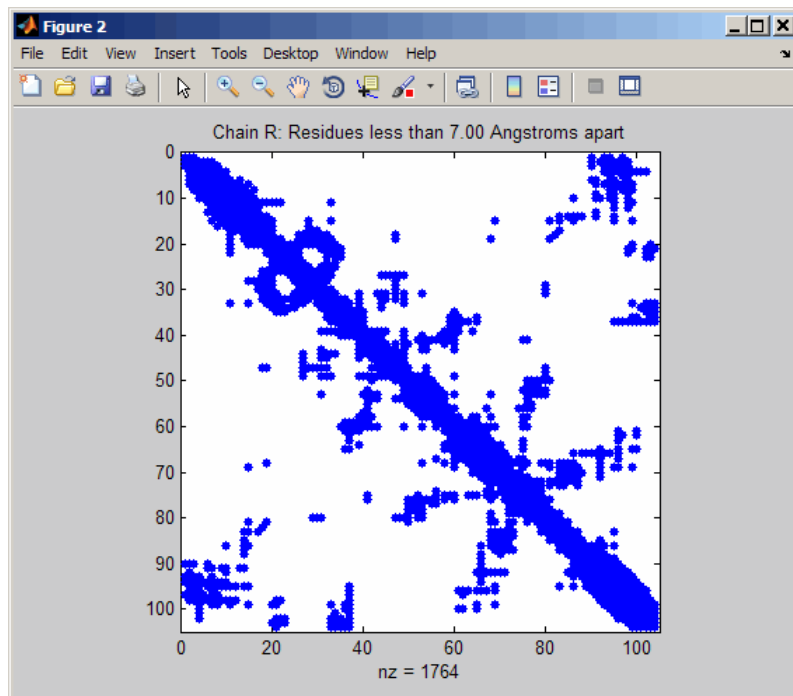 Figure 2
File Edit View Insert Tools Desktop Window Help
Chain R: Residues less than 7.00 Angstroms apart
0
10
20
30
40
50
60
70
80
90
100
0 20 40 60 80 100
nz = 1764